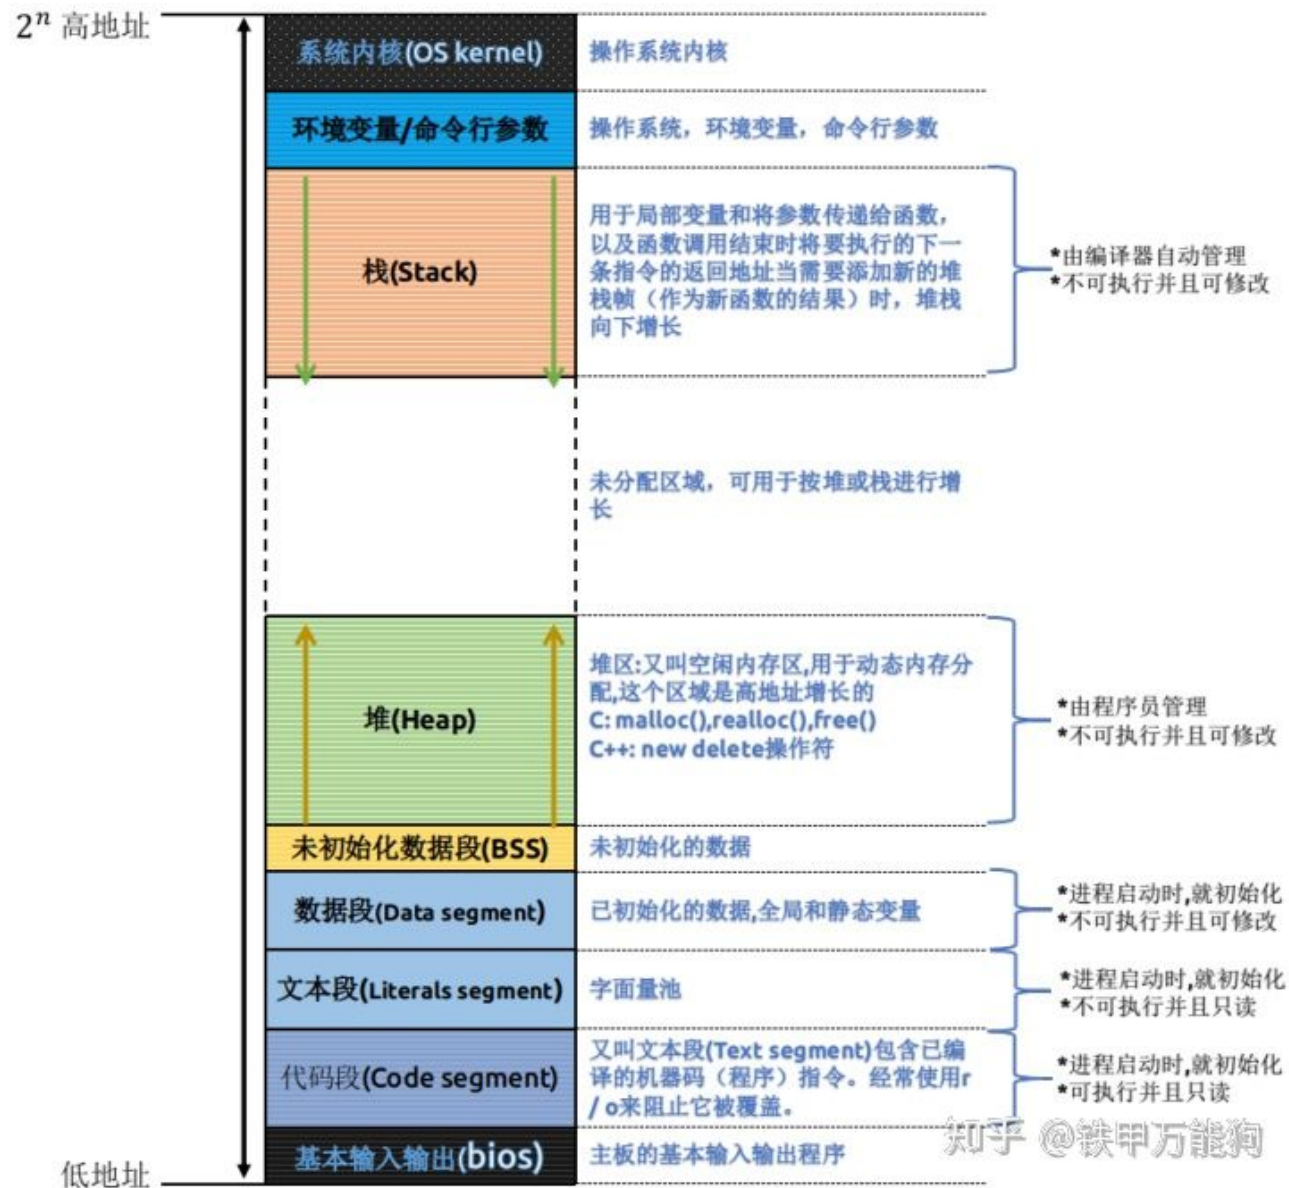 2ⁿ 高地址
系统内核(OS kernel)
操作系统内核
环境变量/命令行参数
操作系统，环境变量，命令行参数
栈(Stack)
用于局部变量和将参数传递给函数，
以及函数调用结束时将要执行的下一
条指令的返回地址当需要添加新的堆
栈帧（作为新函数的结果）时，堆栈
向下增长
*由编译器自动管理
*不可执行并且可修改
未分配区域，可用于按堆或栈进行增
长
堆(Heap)
堆区:又叫空闲内存区,用于动态内存分
配,这个区域是高地址增长的
C: malloc(),realloc(),free()
C++: new delete操作符
*由程序员管理
*不可执行并且可修改
未初始化数据段(BSS)
未初始化的数据
数据段(Data segment)
已初始化的数据,全局和静态变量
*进程启动时,就初始化
*不可执行并且可修改
文本段(Literals segment)
字面量池
*进程启动时,就初始化
*不可执行并且只读
代码段(Code segment)
又叫文本段(Text segment)包含已编
译的机器码（程序）指令。经常使用r
/ o来阻止它被覆盖。
*进程启动时,就初始化
*可执行并且只读
基本输入输出(bios)
主板的基本输入输出程序
低地址
知乎 @铁甲万能狗